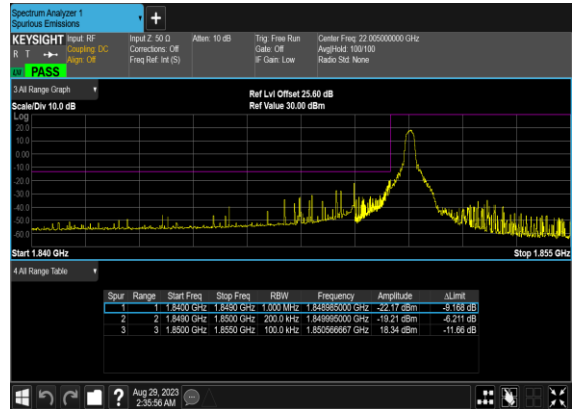 Spectrum Analyzer 1
Spurious Emissions
KEYSIGHT Input: RF Input Z: 50 Ω Atten: 10 dB Trig: Free Run Center Freq: 22.005000000 GHz
R T Coupling: DC Corrections: Off Gate: Off Avg|Hold: 100/100
Align: Off Freq Ref: Int (S) IF Gain: Low Radio Std: None
PASS
3 All Range Graph
Ref Lvl Offset 25.60 dB
Scale/Div 10.0 dB Ref Value 30.00 dBm
Log
20.0
10.0
0.00
-10.0
-20.0
-30.0
-40.0
-50.0
-60.0
Start 1.840 GHz Stop 1.855 GHz
4 All Range Table
Spur Range Start Freq Stop Freq RBW Frequency Amplitude ΔLimit
1 1 1.8400 GHz 1.8490 GHz 1.000 MHz 1.848985000 GHz -22.17 dBm -9.168 dB
2 2 1.8490 GHz 1.8500 GHz 200.0 kHz 1.849995000 GHz -19.21 dBm -6.211 dB
3 3 1.8500 GHz 1.8550 GHz 100.0 kHz 1.850566667 GHz 18.34 dBm -11.66 dB
? Aug 29, 2023
2:35:56 AM